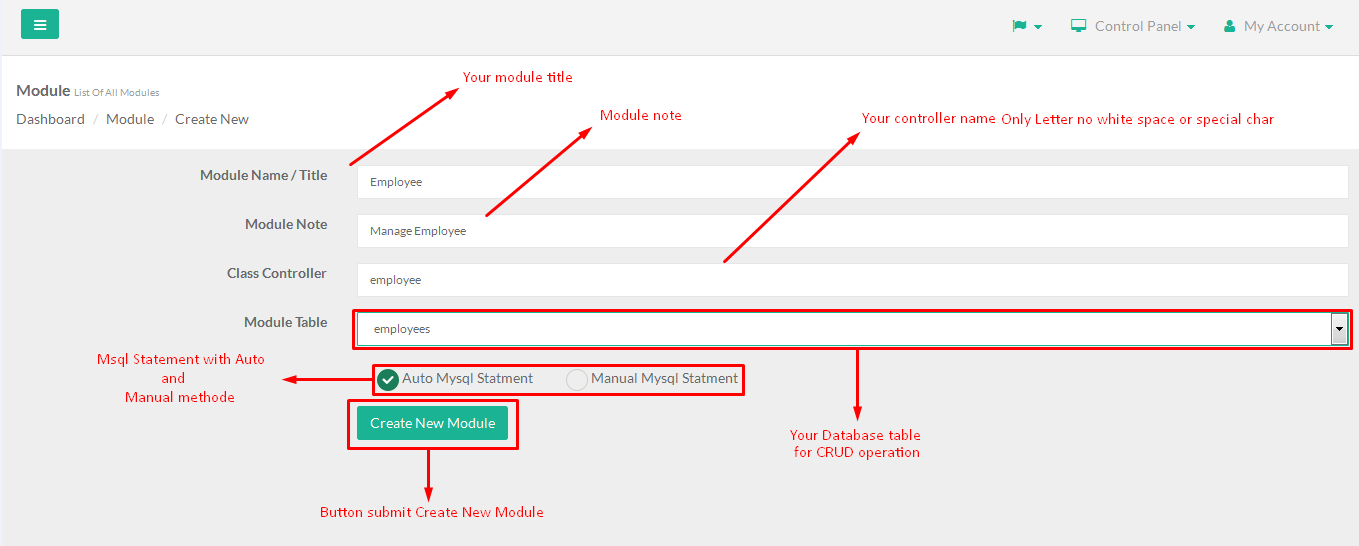 Control Panel
My Account
Your module title
Module List Of All Modules
Module note
Dashboard / Module / Create New
Your controller name Only Letter no white space or special char
Module Name / Title
Employee
Module Note
Manage Employee
Class Controller
employee
Module Table
employees
Msql Statement with Auto
and
Manual methode
Auto Mysql Statment
Manual Mysql Statment
Create New Module
Your Database table
for CRUD operation
Button submit Create New Module